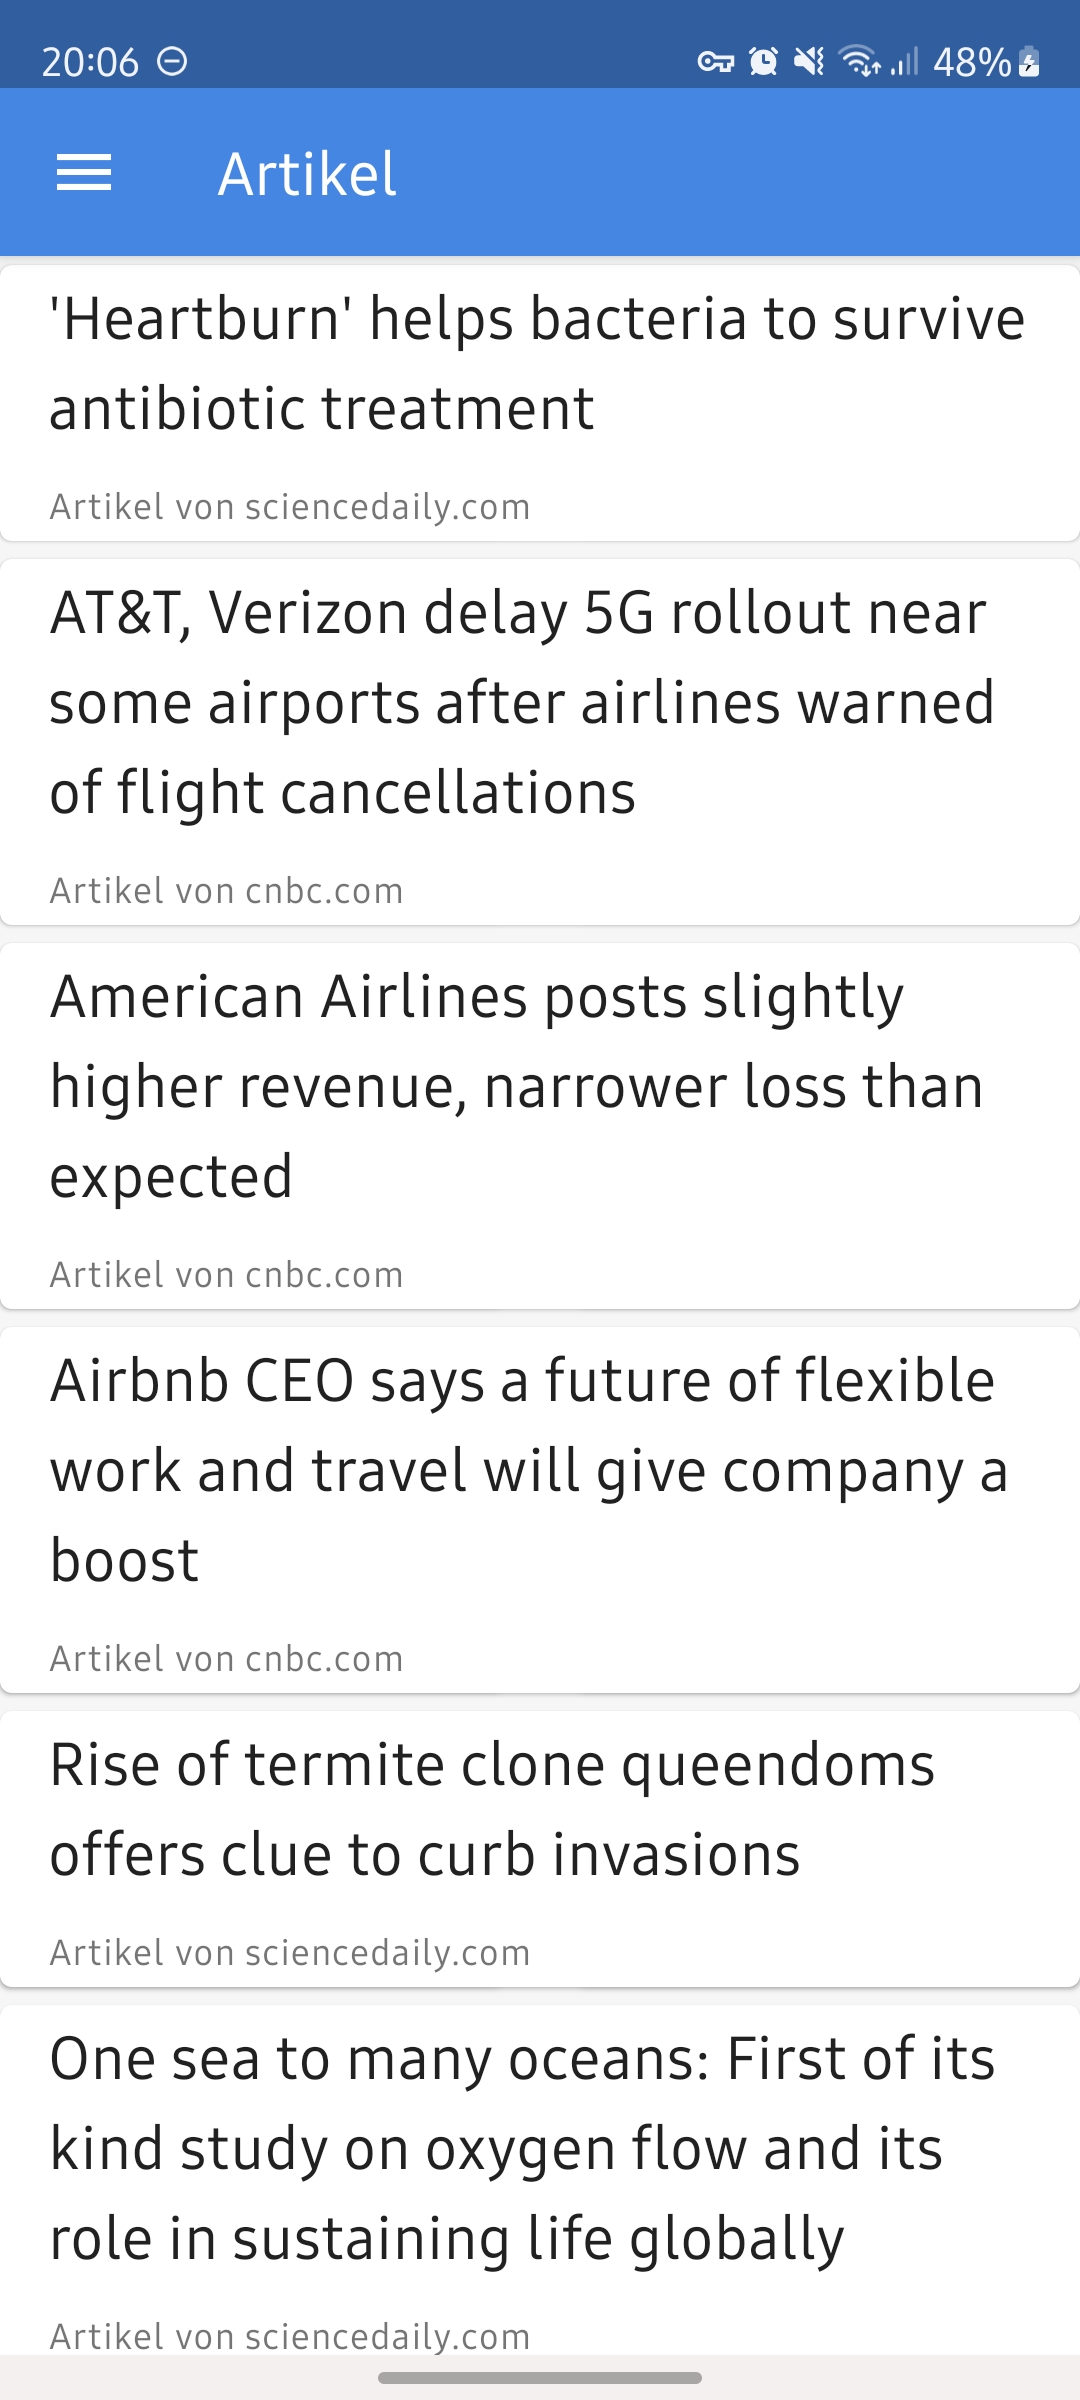 20:06
48%
Artikel
'Heartburn' helps bacteria to survive
antibiotic treatment
Artikel von sciencedaily.com
AT&T, Verizon delay 5G rollout near
some airports after airlines warned
of flight cancellations
Artikel von cnbc.com
American Airlines posts slightly
higher revenue, narrower loss than
expected
Artikel von cnbc.com
Airbnb CEO says a future of flexible
work and travel will give company a
boost
Artikel von cnbc.com
Rise of termite clone queendoms
offers clue to curb invasions
Artikel von sciencedaily.com
One sea to many oceans: First of its
kind study on oxygen flow and its
role in sustaining life globally
Artikel von sciencedaily.com